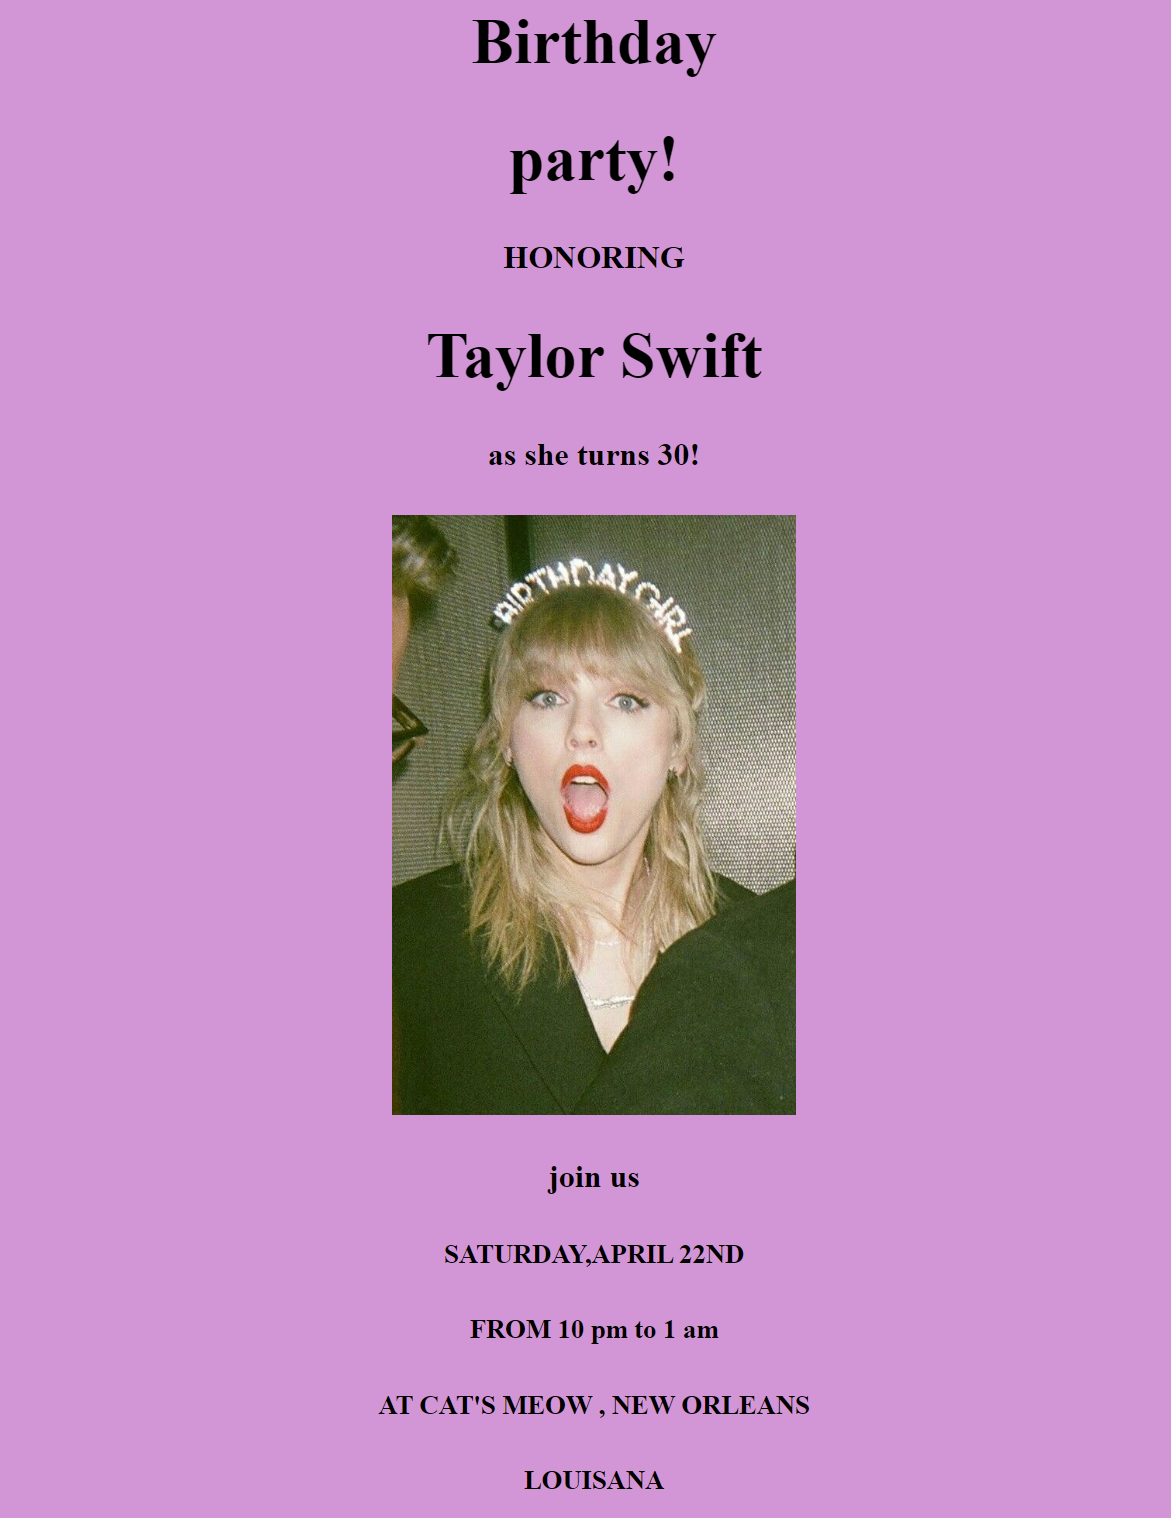 Birthday
party!
HONORING
Taylor Swift
as she turns 30!
BIRTHDAY GIRL
join us
SATURDAY,APRIL 22ND
FROM 10 pm to 1 am
AT CAT'S MEOW , NEW ORLEANS
LOUISANA